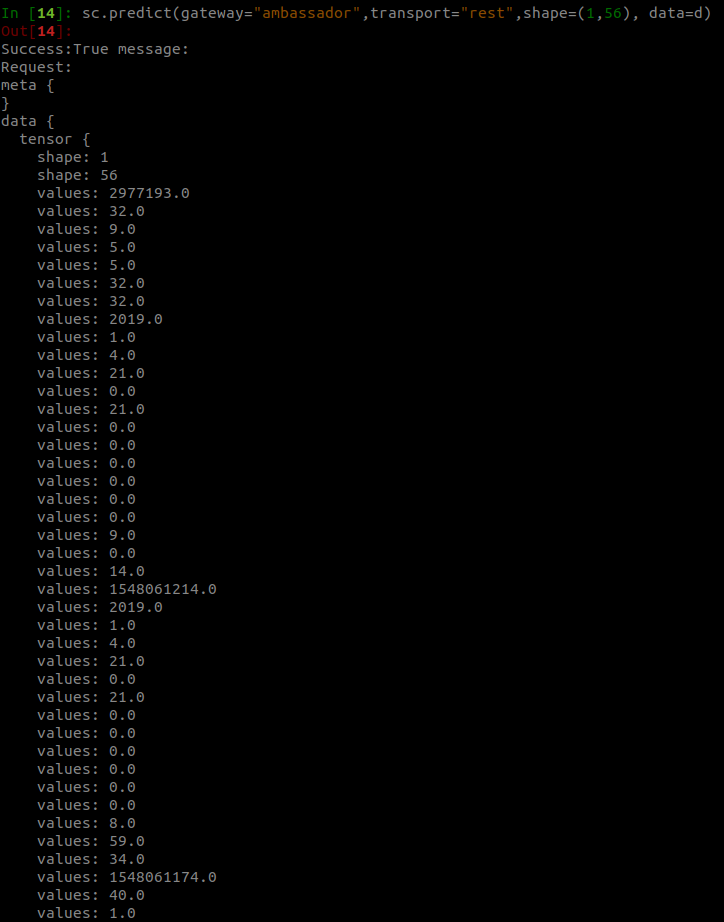 In [14]: sc.predict(gateway="ambassador",transport="rest",shape=(1,56), data=d)
Out[14]:
Success:True message:
Request:
meta {
}
data {
  tensor {
    shape: 1
    shape: 56
    values: 2977193.0
    values: 32.0
    values: 9.0
    values: 5.0
    values: 5.0
    values: 32.0
    values: 32.0
    values: 2019.0
    values: 1.0
    values: 4.0
    values: 21.0
    values: 0.0
    values: 21.0
    values: 0.0
    values: 0.0
    values: 0.0
    values: 0.0
    values: 0.0
    values: 0.0
    values: 9.0
    values: 0.0
    values: 14.0
    values: 1548061214.0
    values: 2019.0
    values: 1.0
    values: 4.0
    values: 21.0
    values: 0.0
    values: 21.0
    values: 0.0
    values: 0.0
    values: 0.0
    values: 0.0
    values: 0.0
    values: 0.0
    values: 8.0
    values: 59.0
    values: 34.0
    values: 1548061174.0
    values: 40.0
    values: 1.0